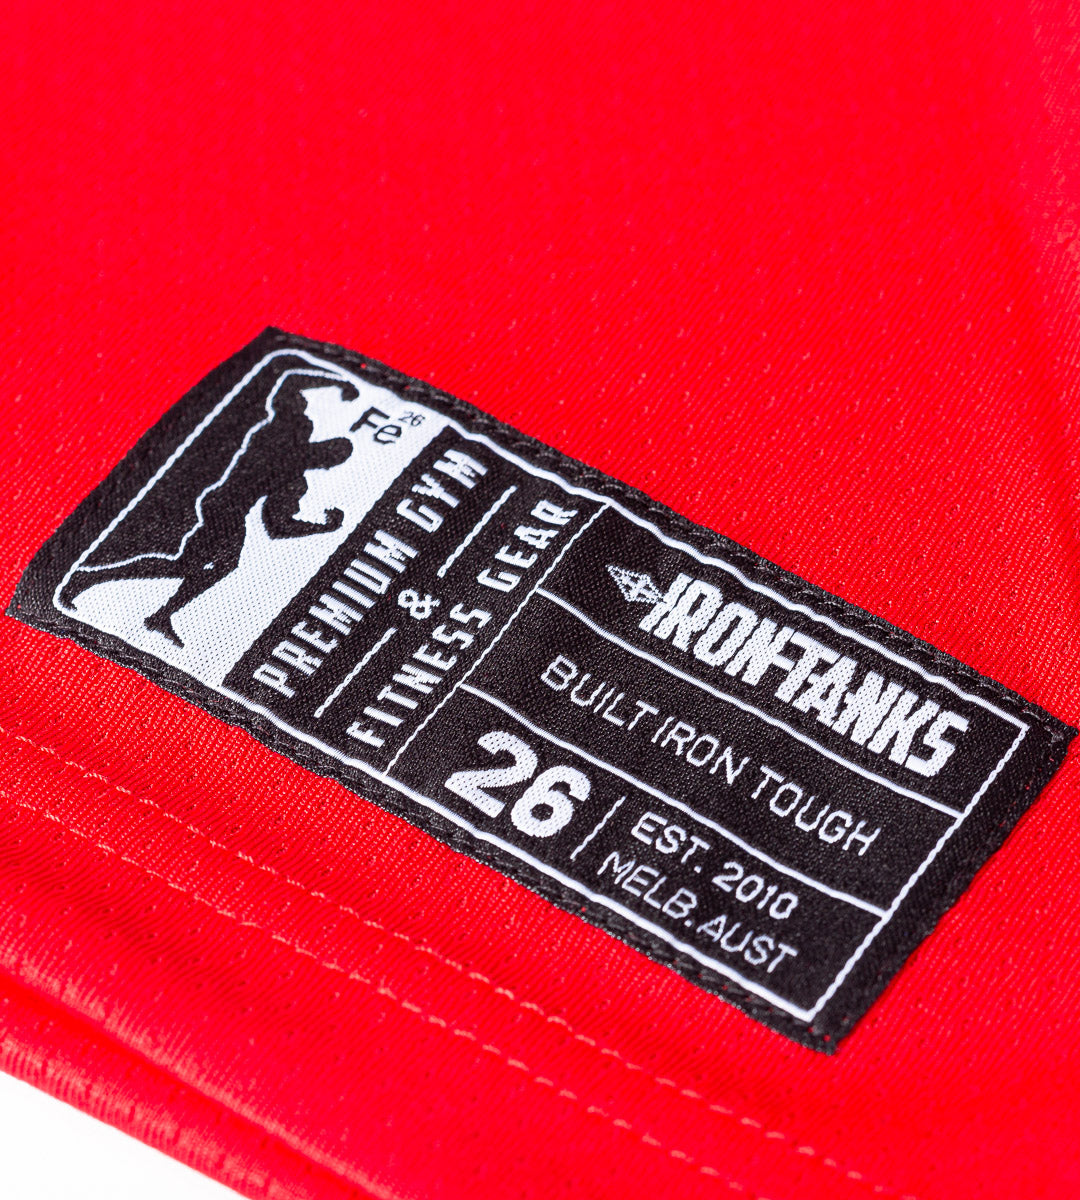 Fe 26
PREMIUM GYM
&
FITNESS GEAR
IRONTANKS
BUILT IRON TOUGH
26
EST. 2010
MELB. AUST